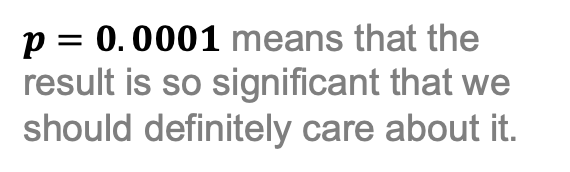 p = 0.0001 means that the
result is so significant that we
should definitely care about it.